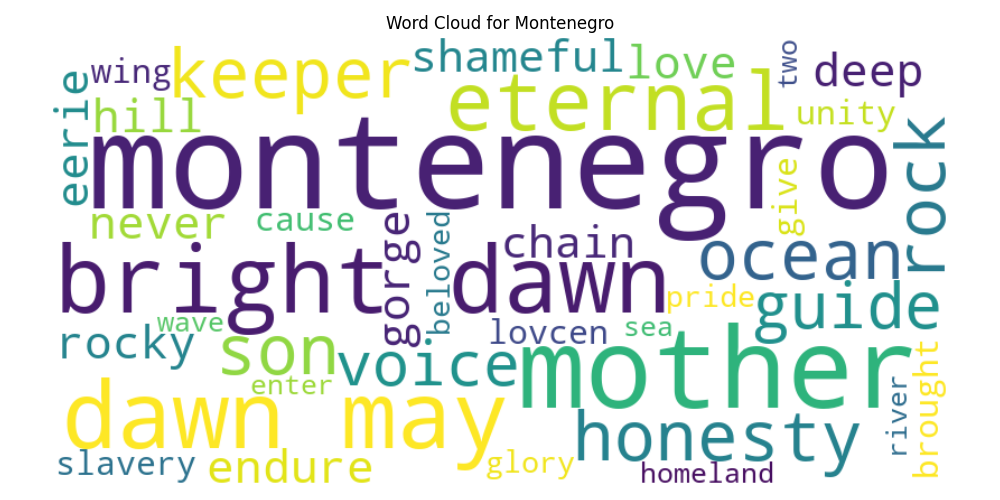 Word Cloud for Montenegro
wing
keeper
shameful
love
two
deep
eerie
hill
eternal
unity
montenegro
rock
never
cause
gorge
beloved
chain
give
ocean
bright dawn
pride
guide
wave
rocky
son
voice
lovcen
sea
mother
enter
dawn may
honesty
river
brought
slavery
endure
glory
homeland